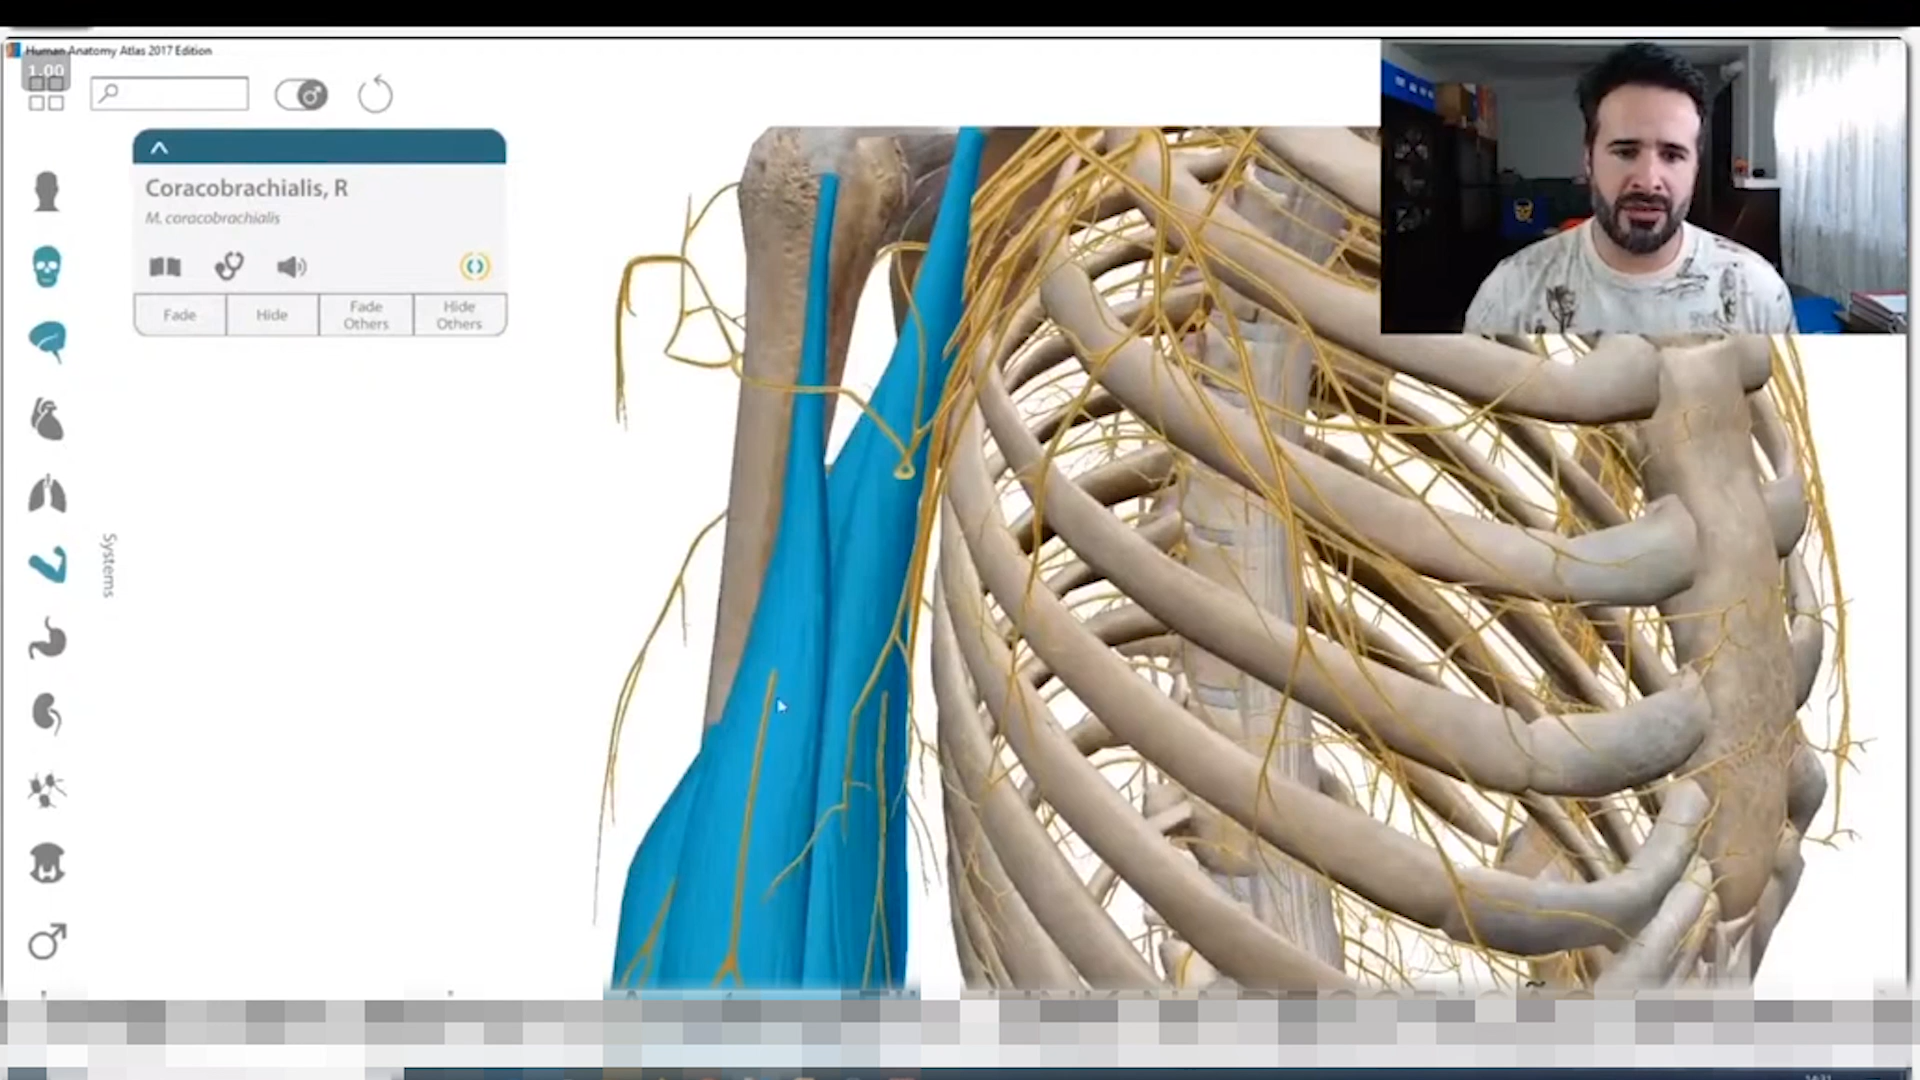 Human Anatomy Atlas 2017 Edition
1.00
Coracobrachialis, R
M. coracobrachialis
Fade
Hide
Fade Others
Hide Others
Systems